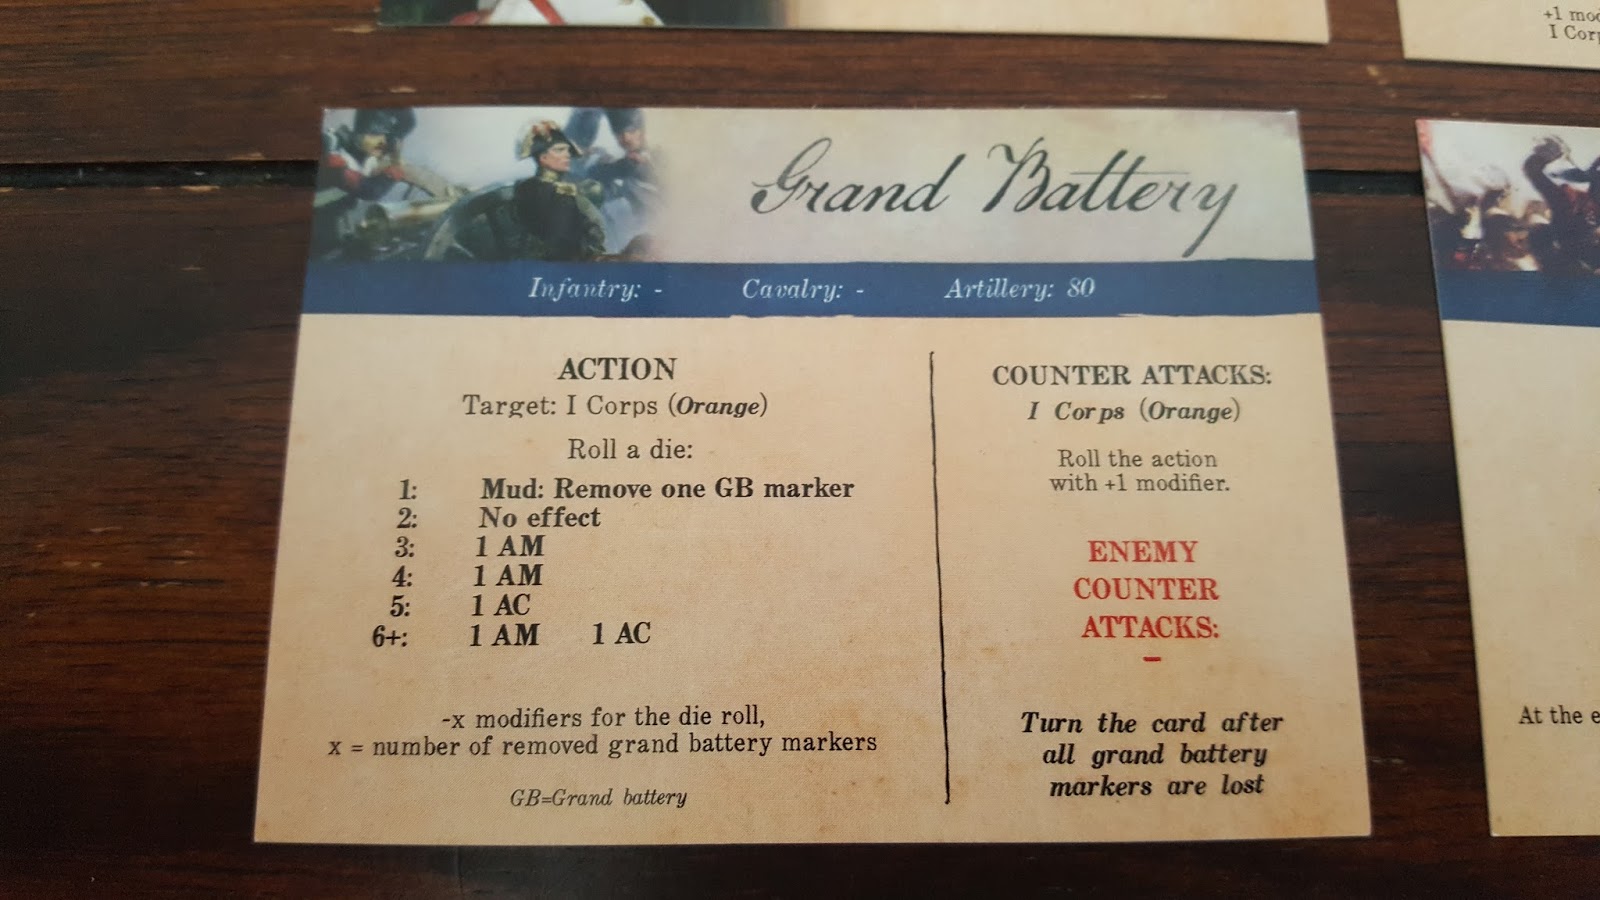 +1
I Corp
Grand Battery
Infantry: - Cavalry: - Artillery: 80
ACTION
Target: I Corps (Orange)
Roll a die:
1: Mud: Remove one GB marker
2: No effect
3: 1 AM
4: 1 AM
5: 1 AC
6+: 1 AM 1 AC
-x modifiers for the die roll,
x = number of removed grand battery markers
GB=Grand battery
COUNTER ATTACKS:
I Corps (Orange)
Roll the action
with +1 modifier.
ENEMY
COUNTER
ATTACKS:
–
Turn the card after
all grand battery
markers are lost
At the